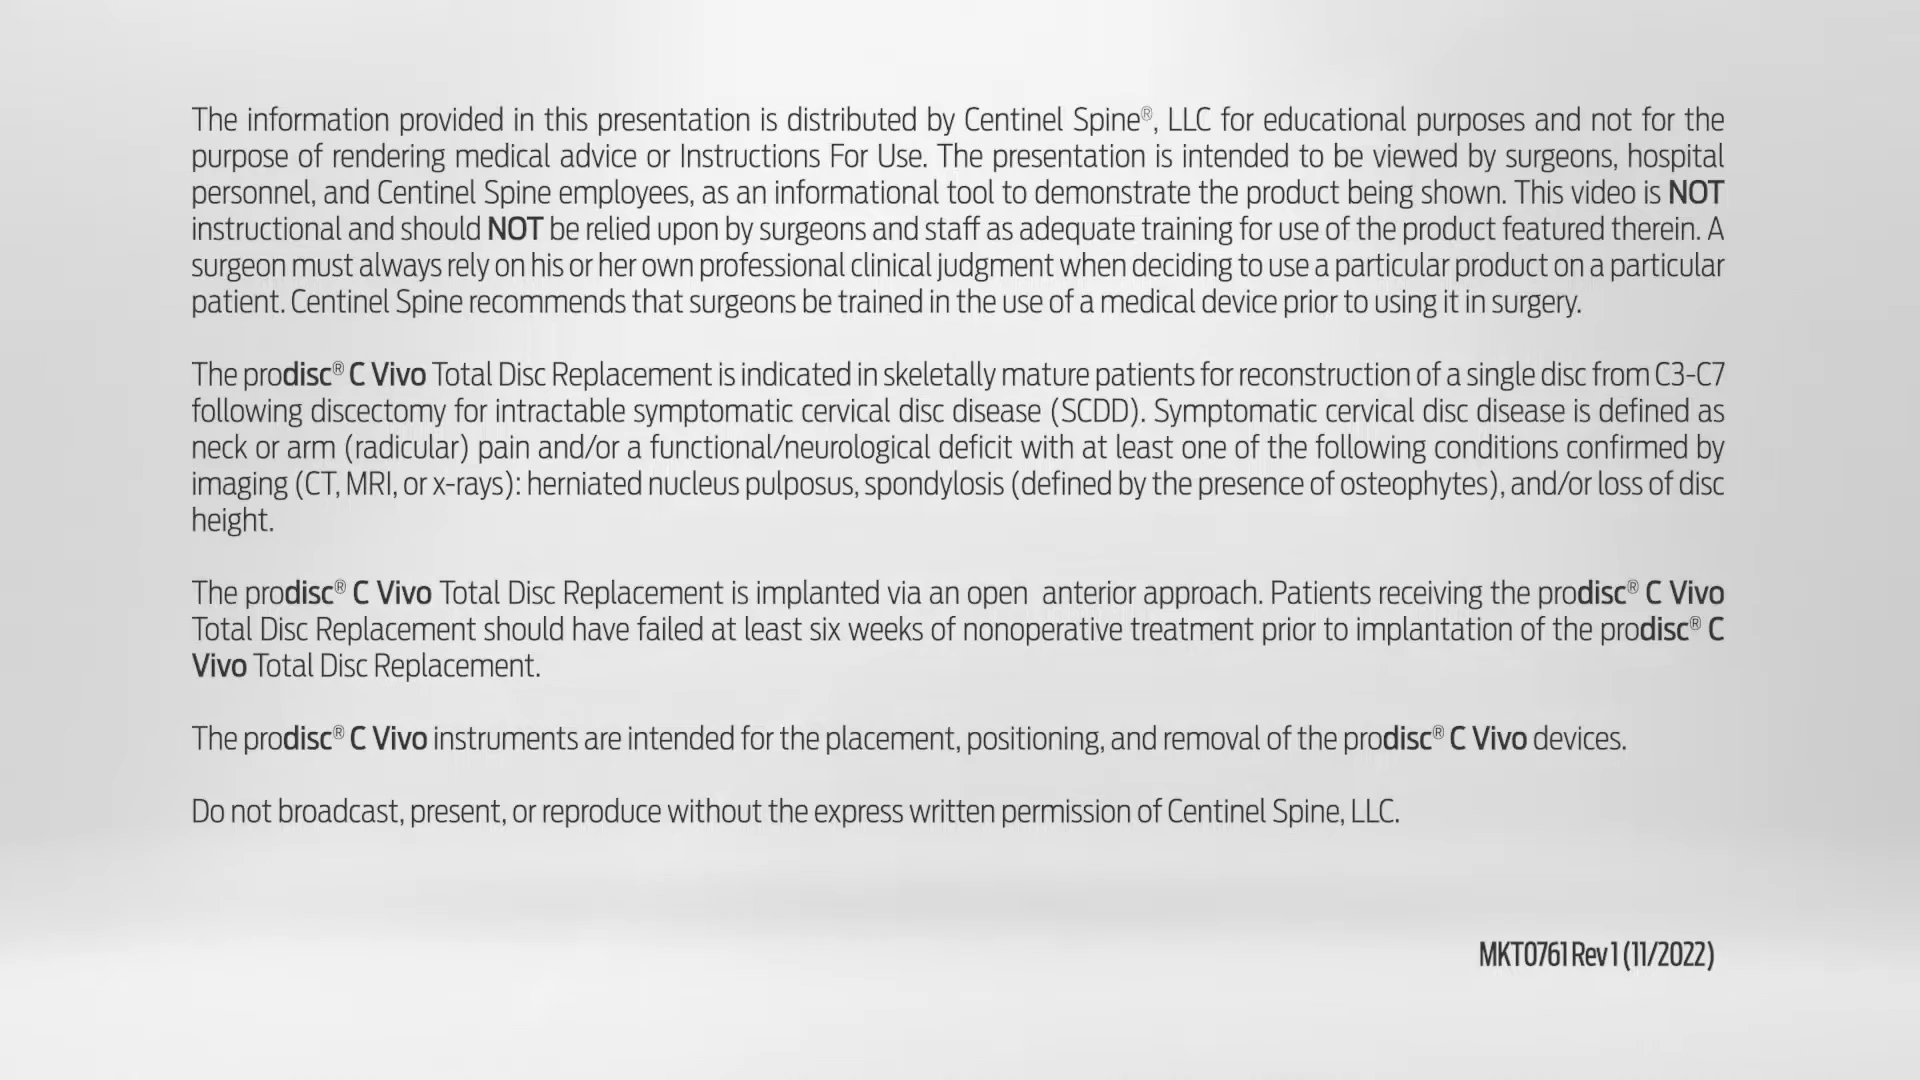 The information provided in this presentation is distributed by Centinel Spine®, LLC for educational purposes and not for the
purpose of rendering medical advice or Instructions For Use. The presentation is intended to be viewed by surgeons, hospital
personnel, and Centinel Spine employees, as an informational tool to demonstrate the product being shown. This video is NOT
instructional and should NOT be relied upon by surgeons and staff as adequate training for use of the product featured therein. A
surgeon must always rely on his or her own professional clinical judgment when deciding to use a particular product on a particular
patient. Centinel Spine recommends that surgeons be trained in the use of a medical device prior to using it in surgery.
The prodisc® C Vivo Total Disc Replacement is indicated in skeletally mature patients for reconstruction of a single disc from C3-C7
following discectomy for intractable symptomatic cervical disc disease (SCDD). Symptomatic cervical disc disease is defined as
neck or arm (radicular) pain and/or a functional/neurological deficit with at least one of the following conditions confirmed by
imaging (CT, MRI, or x-rays): herniated nucleus pulposus, spondylosis (defined by the presence of osteophytes), and/or loss of disc
height.
The prodisc® C Vivo Total Disc Replacement is implanted via an open anterior approach. Patients receiving the prodisc® C Vivo
Total Disc Replacement should have failed at least six weeks of nonoperative treatment prior to implantation of the prodisc® C
Vivo Total Disc Replacement.
The prodisc® C Vivo instruments are intended for the placement, positioning, and removal of the prodisc® C Vivo devices.
Do not broadcast, present, or reproduce without the express written permission of Centinel Spine, LLC.
MKT0761 Rev 1 (11/2022)